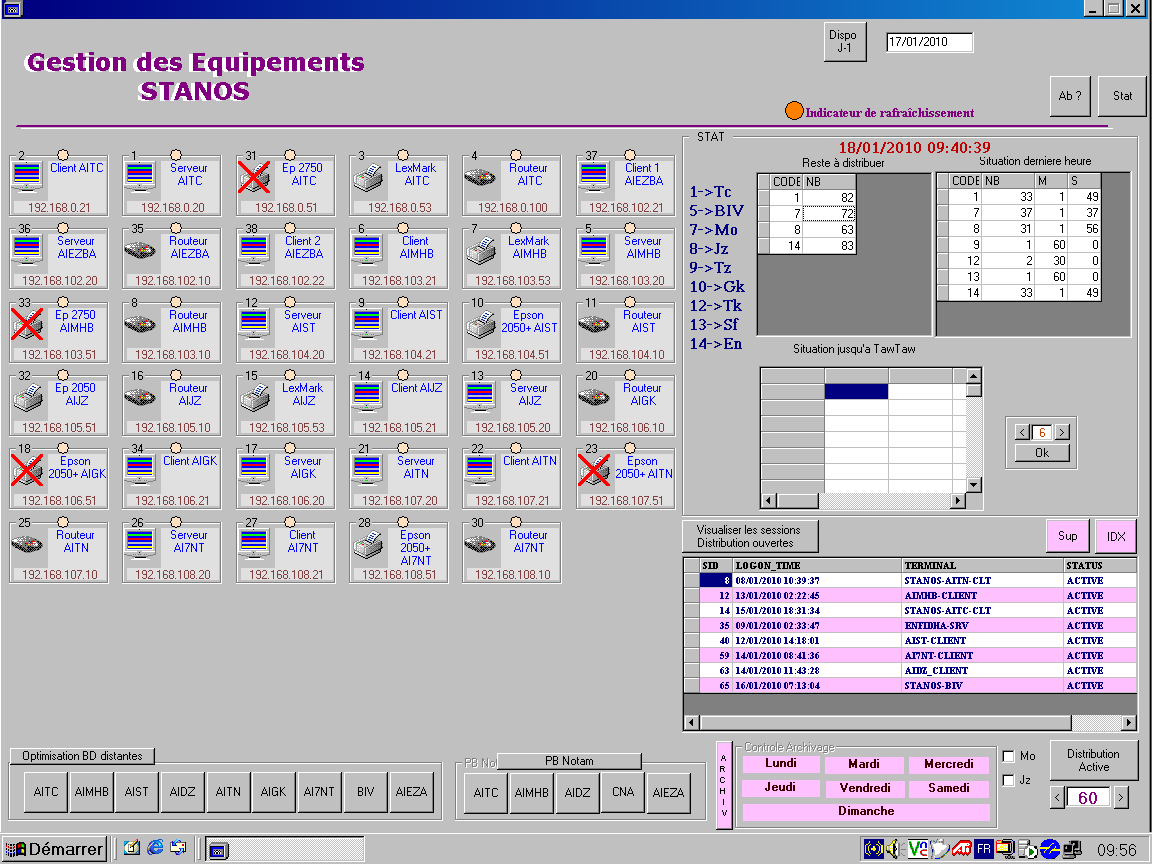 Gestion des Equipements
STANOS
Dispo
J-1
17/01/2010
Ab ?
Stat
Indicateur de rafraîchissement
2
Client AITC
192.168.0.21
1
Serveur
AITC
192.168.0.20
31
Ep 2750
AITC
192.168.0.51
3
LexMark
AITC
192.168.0.53
4
Routeur
AITC
192.168.0.100
37
Client 1
AIEZBA
192.168.102.21
36
Serveur
AIEZBA
192.168.102.20
35
Routeur
AIEZBA
192.168.102.10
38
Client 2
AIEZBA
192.168.102.22
6
Client
AIMHB
192.168.103.21
7
LexMark
AIMHB
192.168.103.53
5
Serveur
AIMHB
192.168.103.20
33
Ep 2750
AIMHB
192.168.103.51
8
Routeur
AIMHB
192.168.103.10
12
Serveur
AIST
192.168.104.20
9
Client AIST
192.168.104.21
10
Epson
2050+ AIST
192.168.104.51
11
Routeur
AIST
192.168.104.10
32
Ep 2050
AIJZ
192.168.105.51
16
Routeur
AIJZ
192.168.105.10
15
LexMark
AIJZ
192.168.105.53
14
Client AIJZ
192.168.105.21
13
Serveur
AIJZ
192.168.105.20
20
Routeur
AIGK
192.168.106.10
18
Epson
2050+ AIGK
192.168.106.51
34
Client AIGK
192.168.106.21
17
Serveur
AIGK
192.168.106.20
21
Serveur
AITN
192.168.107.20
22
Client AITN
192.168.107.21
23
Epson
2050+ AITN
192.168.107.51
25
Routeur
AITN
192.168.107.10
26
Serveur
AI7NT
192.168.108.20
27
Client
AI7NT
192.168.108.21
28
Epson
2050+
AI7NT
192.168.108.51
30
Routeur
AI7NT
192.168.108.10
STAT
18/01/2010 09:40:39
Reste à distribuer
Situation derniere heure
1->Tc
5->BIV
7->Mo
8->Jz
9->Tz
10->Gk
12->Tk
13->Sf
14->En
CODE NB
1 82
7 72
8 63
14 83
CODE NB M S
1 33 1 49
7 37 1 37
8 31 1 56
9 1 60 0
12 2 30 0
13 1 60 0
14 33 1 49
Situation jusqu'a TawTaw
< 6 >
Ok
Visualiser les sessions
Distribution ouvertes
Sup
IDX
SID LOGON_TIME TERMINAL STATUS
8 08/01/2010 10:39:37 STANOS-AITN-CLT ACTIVE
12 13/01/2010 02:22:45 AIMHB-CLIENT ACTIVE
14 15/01/2010 18:31:34 STANOS-AITC-CLT ACTIVE
35 09/01/2010 02:33:47 ENFIDHA-SRV ACTIVE
40 12/01/2010 14:18:01 AIST-CLIENT ACTIVE
59 14/01/2010 08:41:36 AI7NT-CLIENT ACTIVE
63 14/01/2010 11:43:28 AIDZ_CLIENT ACTIVE
65 16/01/2010 07:13:04 STANOS-BIV ACTIVE
Optimisation BD distantes
AITC AIMHB AIST AIDZ AITN AIGK AI7NT BIV AIEZA
PB No
PB Notam
AITC AIMHB AIDZ CNA AIEZA
ARCHIV
Controle Archivage
Lundi Mardi Mercredi
Jeudi Vendredi Samedi
Dimanche
Mo
Jz
Distribution
Active
< 60 >
Démarrer
FR
09:56